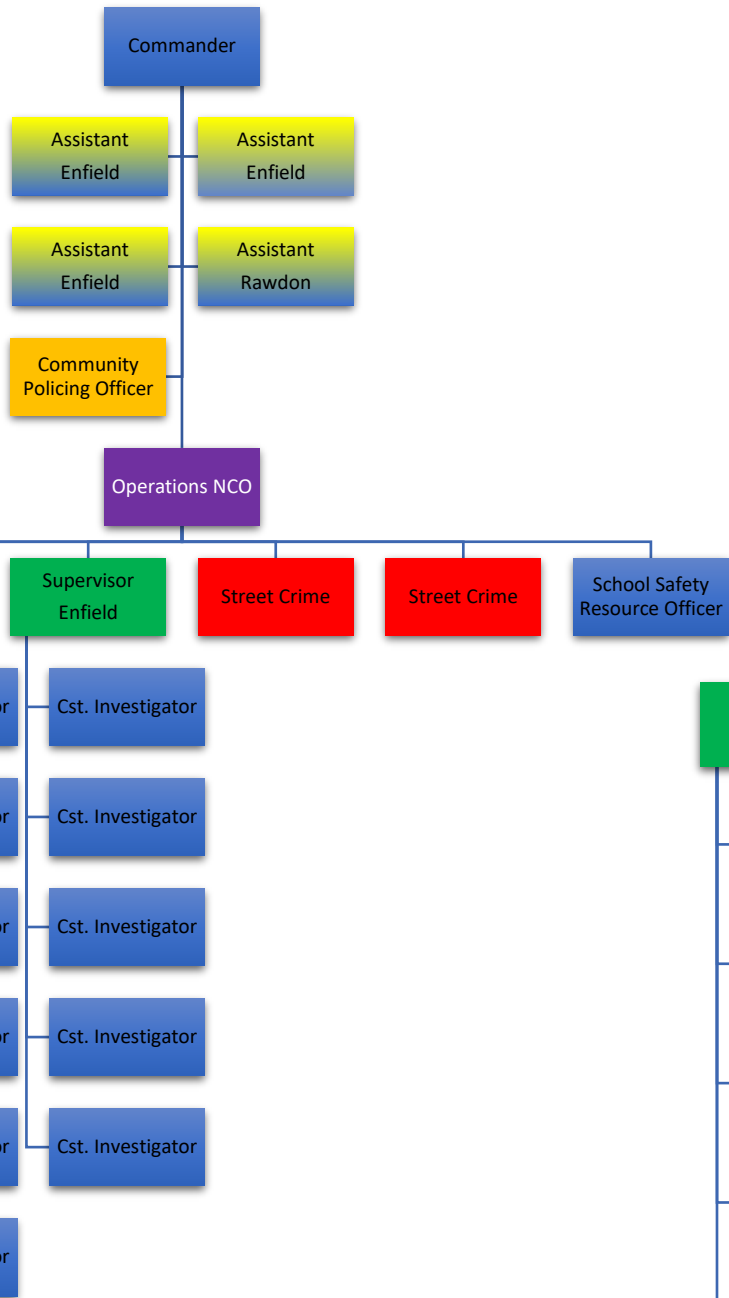 Commander
Assistant
Enfield
Assistant
Enfield
Assistant
Enfield
Assistant
Rawdon
Community
Policing Officer
Operations NCO
Supervisor
Enfield
Street Crime
Street Crime
School Safety
Resource Officer
Cst. Investigator
Cst. Investigator
Cst. Investigator
Cst. Investigator
Cst. Investigator